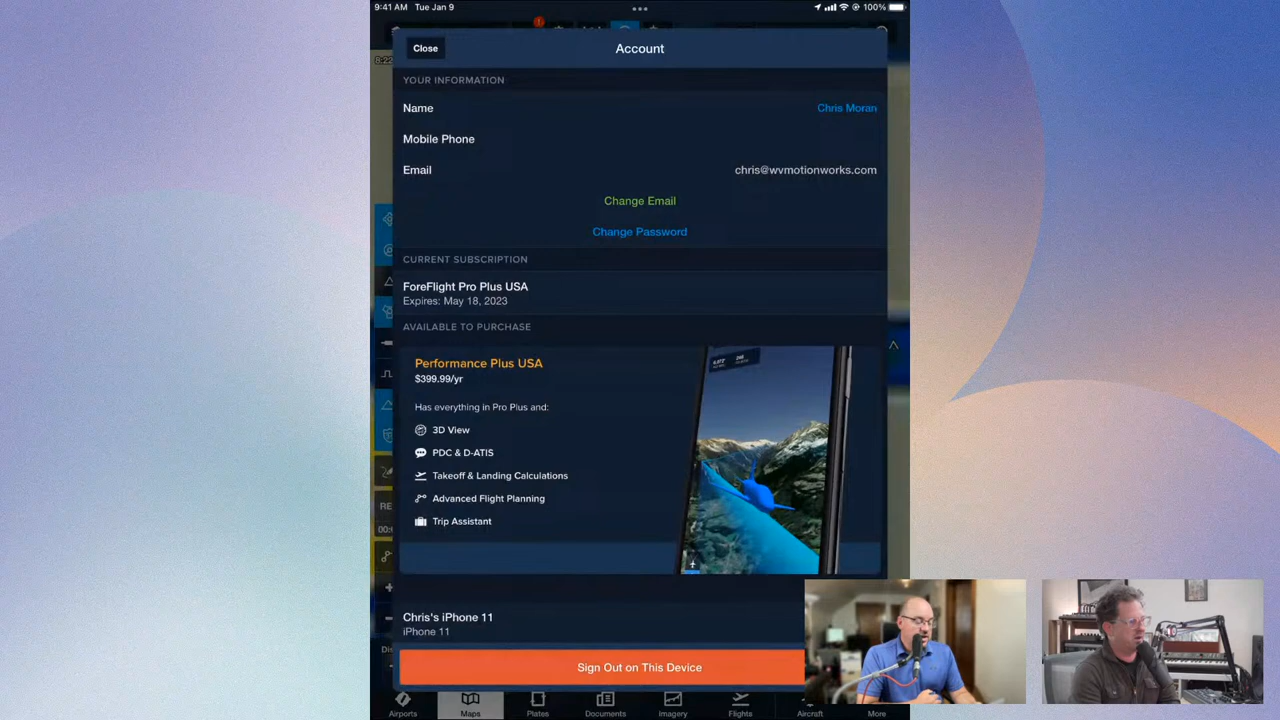 9:41 AM Tue Jan 9
100%
Close
Account
YOUR INFORMATION
Name
Chris Moran
Mobile Phone
Email
chris@wvmotionworks.com
Change Email
Change Password
CURRENT SUBSCRIPTION
ForeFlight Pro Plus USA
Expires: May 18, 2023
AVAILABLE TO PURCHASE
Performance Plus USA
$399.99/yr
Has everything in Pro Plus and:
3D View
PDC & D-ATIS
Takeoff & Landing Calculations
Advanced Flight Planning
Trip Assistant
Chris's iPhone 11
iPhone 11
Sign Out on This Device
Airports
Maps
Plates
Documents
Imagery
Flights
Aircraft
More